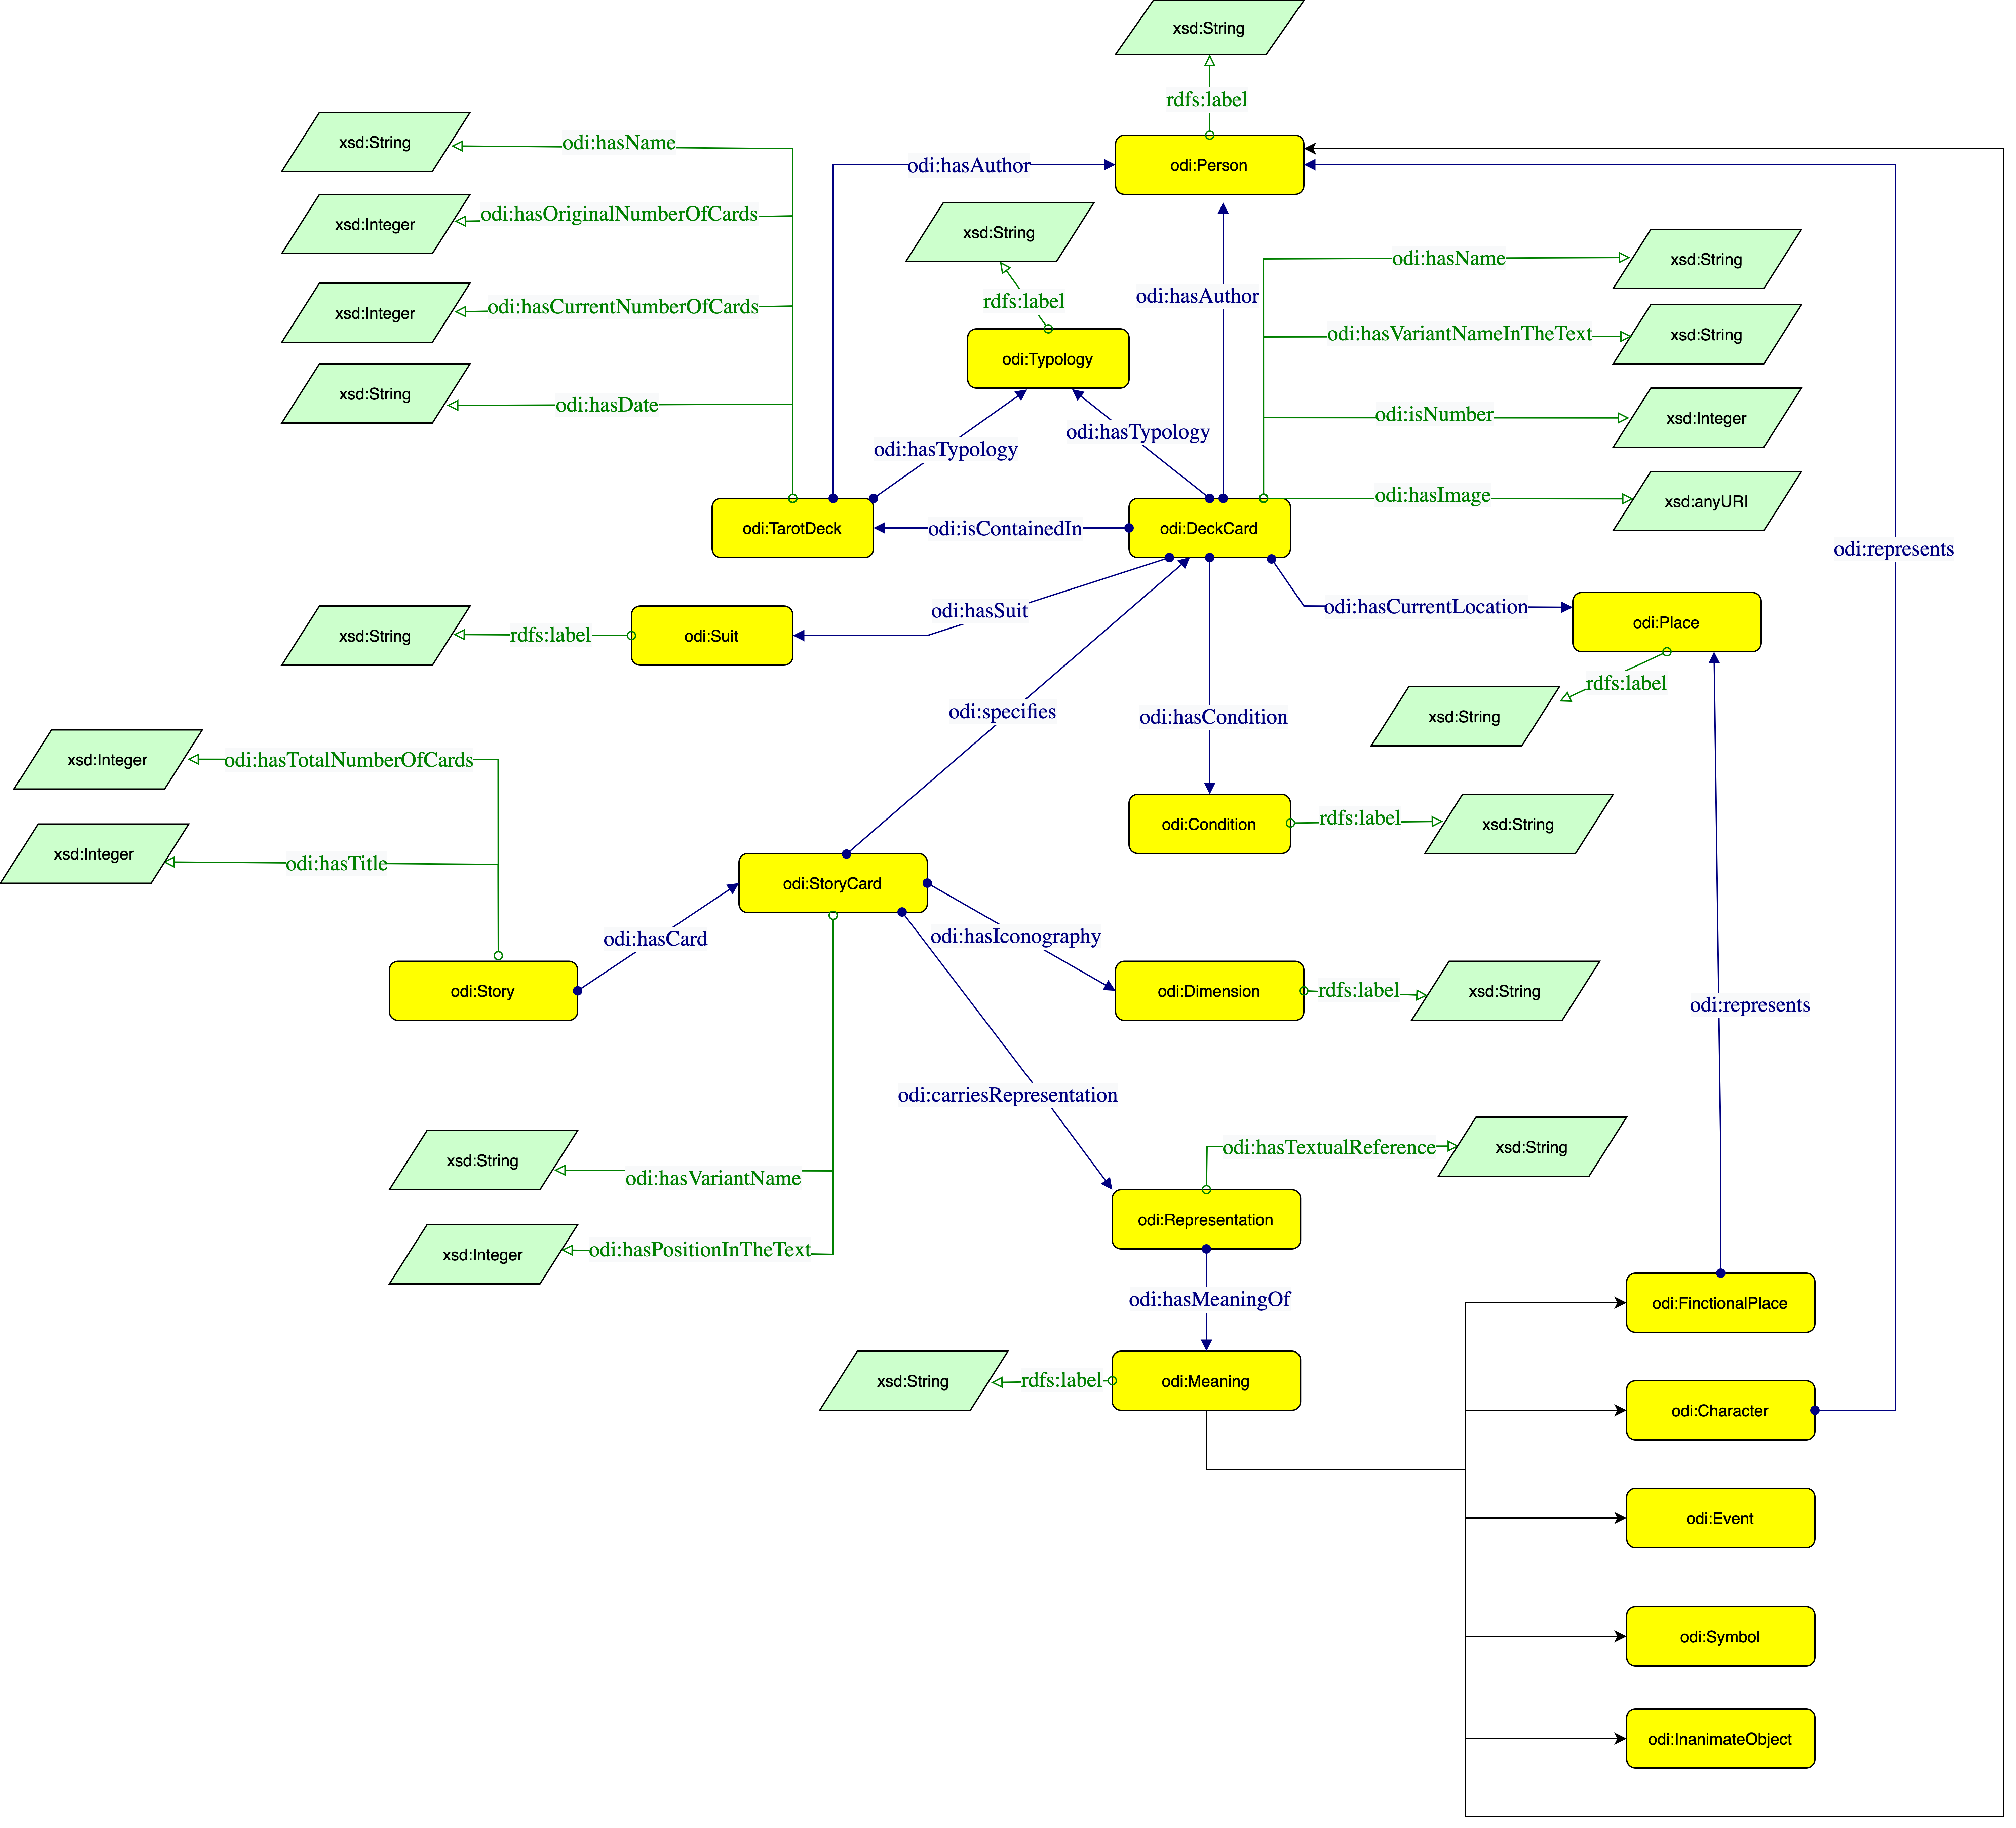 xsd:String
rdfs:label
xsd:String
odi:hasName
odi:hasAuthor
odi:Person
xsd:Integer
odi:hasOriginalNumberOfCards
xsd:String
odi:hasName
xsd:String
xsd:Integer
odi:hasCurrentNumberOfCards
rdfs:label
odi:hasAuthor
odi:hasVariantNameInTheText
xsd:String
odi:Typology
xsd:String
odi:hasDate
odi:hasTypology
odi:hasTypology
odi:isNumber
xsd:Integer
odi:hasImage
xsd:anyURI
odi:TarotDeck
odi:isContainedIn
odi:DeckCard
odi:represents
xsd:String
rdfs:label
odi:Suit
odi:hasSuit
odi:hasCurrentLocation
odi:Place
rdfs:label
odi:specifies
odi:hasCondition
xsd:String
xsd:Integer
odi:hasTotalNumberOfCards
odi:Condition
rdfs:label
xsd:String
xsd:Integer
odi:hasTitle
odi:StoryCard
odi:hasCard
odi:hasIconography
odi:Story
odi:Dimension
rdfs:label
xsd:String
odi:represents
odi:carriesRepresentation
xsd:String
odi:hasVariantName
odi:hasTextualReference
xsd:String
odi:Representation
xsd:Integer
odi:hasPositionInTheText
odi:hasMeaningOf
odi:FinctionalPlace
xsd:String
rdfs:label
odi:Meaning
odi:Character
odi:Event
odi:Symbol
odi:InanimateObject